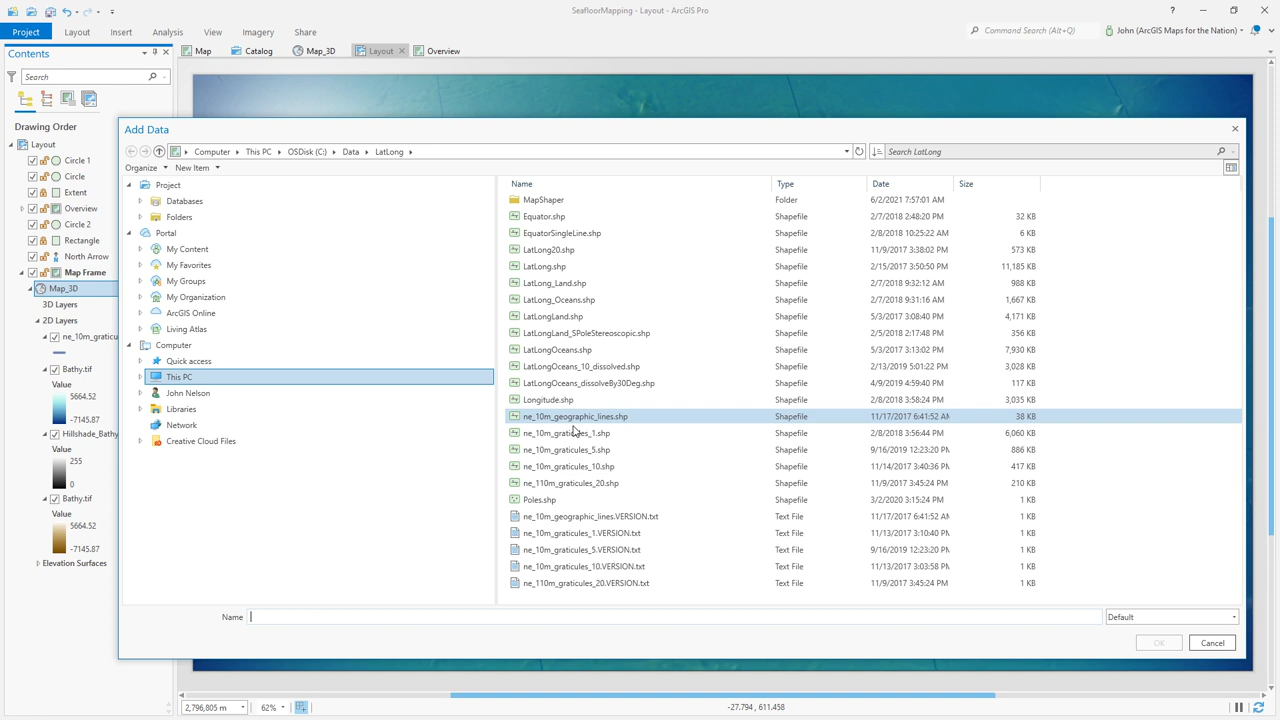 SeafloorMapping - Layout - ArcGIS Pro
?
Project
Layout
Insert
Analysis
View
Imagery
Share
Command Search (Alt+Q)
John (ArcGIS Maps for the Nation)
Contents
Map
Catalog
Map_3D
Layout
Overview
Search
Drawing Order
Layout
Circle 1
Circle
Extent
Overview
Circle 2
Rectangle
North Arrow
Map Frame
Map_3D
3D Layers
2D Layers
ne_10m_graticu
Bathy.tif
Value
5664.52
-7145.87
Hillshade_Bathy
Value
255
0
Bathy.tif
Value
5664.52
-7145.87
Elevation Surfaces
Add Data
Computer
This PC
OSDisk (C:)
Data
LatLong
Search LatLong
Organize
New Item
Project
Databases
Folders
Portal
My Content
My Favorites
My Groups
My Organization
ArcGIS Online
Living Atlas
Computer
Quick access
This PC
John Nelson
Libraries
Network
Creative Cloud Files
Name Type Date Size
MapShaper Folder 6/2/2021 7:57:01 AM
Equator.shp Shapefile 2/7/2018 2:48:20 PM 32 KB
EquatorSingleLine.shp Shapefile 2/8/2018 10:25:22 AM 6 KB
LatLong20.shp Shapefile 11/9/2017 3:38:02 PM 573 KB
LatLong.shp Shapefile 2/15/2017 3:50:50 PM 11,185 KB
LatLong_Land.shp Shapefile 2/7/2018 9:32:12 AM 988 KB
LatLong_Oceans.shp Shapefile 2/7/2018 9:31:16 AM 1,667 KB
LatLongLand.shp Shapefile 5/3/2017 3:08:40 PM 4,171 KB
LatLongLand_SPoleStereoscopic.shp Shapefile 2/5/2018 2:17:48 PM 356 KB
LatLongOceans.shp Shapefile 5/3/2017 3:13:02 PM 7,930 KB
LatLongOceans_10_dissolved.shp Shapefile 2/13/2019 5:01:22 PM 3,028 KB
LatLongOceans_dissolveBy30Deg.shp Shapefile 4/9/2019 4:59:40 PM 117 KB
Longitude.shp Shapefile 2/8/2018 3:58:24 PM 3,035 KB
ne_10m_geographic_lines.shp Shapefile 11/17/2017 6:41:52 AM 38 KB
ne_10m_graticules_1.shp Shapefile 2/8/2018 3:56:44 PM 6,060 KB
ne_10m_graticules_5.shp Shapefile 9/16/2019 12:23:20 PM 886 KB
ne_10m_graticules_10.shp Shapefile 11/14/2017 3:40:36 PM 417 KB
ne_110m_graticules_20.shp Shapefile 11/9/2017 3:45:24 PM 210 KB
Poles.shp Shapefile 3/2/2020 3:15:24 PM 1 KB
ne_10m_geographic_lines.VERSION.txt Text File 11/17/2017 6:41:52 AM 1 KB
ne_10m_graticules_1.VERSION.txt Text File 11/13/2017 3:10:40 PM 1 KB
ne_10m_graticules_5.VERSION.txt Text File 9/16/2019 12:23:20 PM 1 KB
ne_10m_graticules_10.VERSION.txt Text File 11/13/2017 3:03:58 PM 1 KB
ne_110m_graticules_20.VERSION.txt Text File 11/9/2017 3:45:24 PM 1 KB
Name
Default
OK
Cancel
2,796,805 m
62%
-27.794 , 611.458